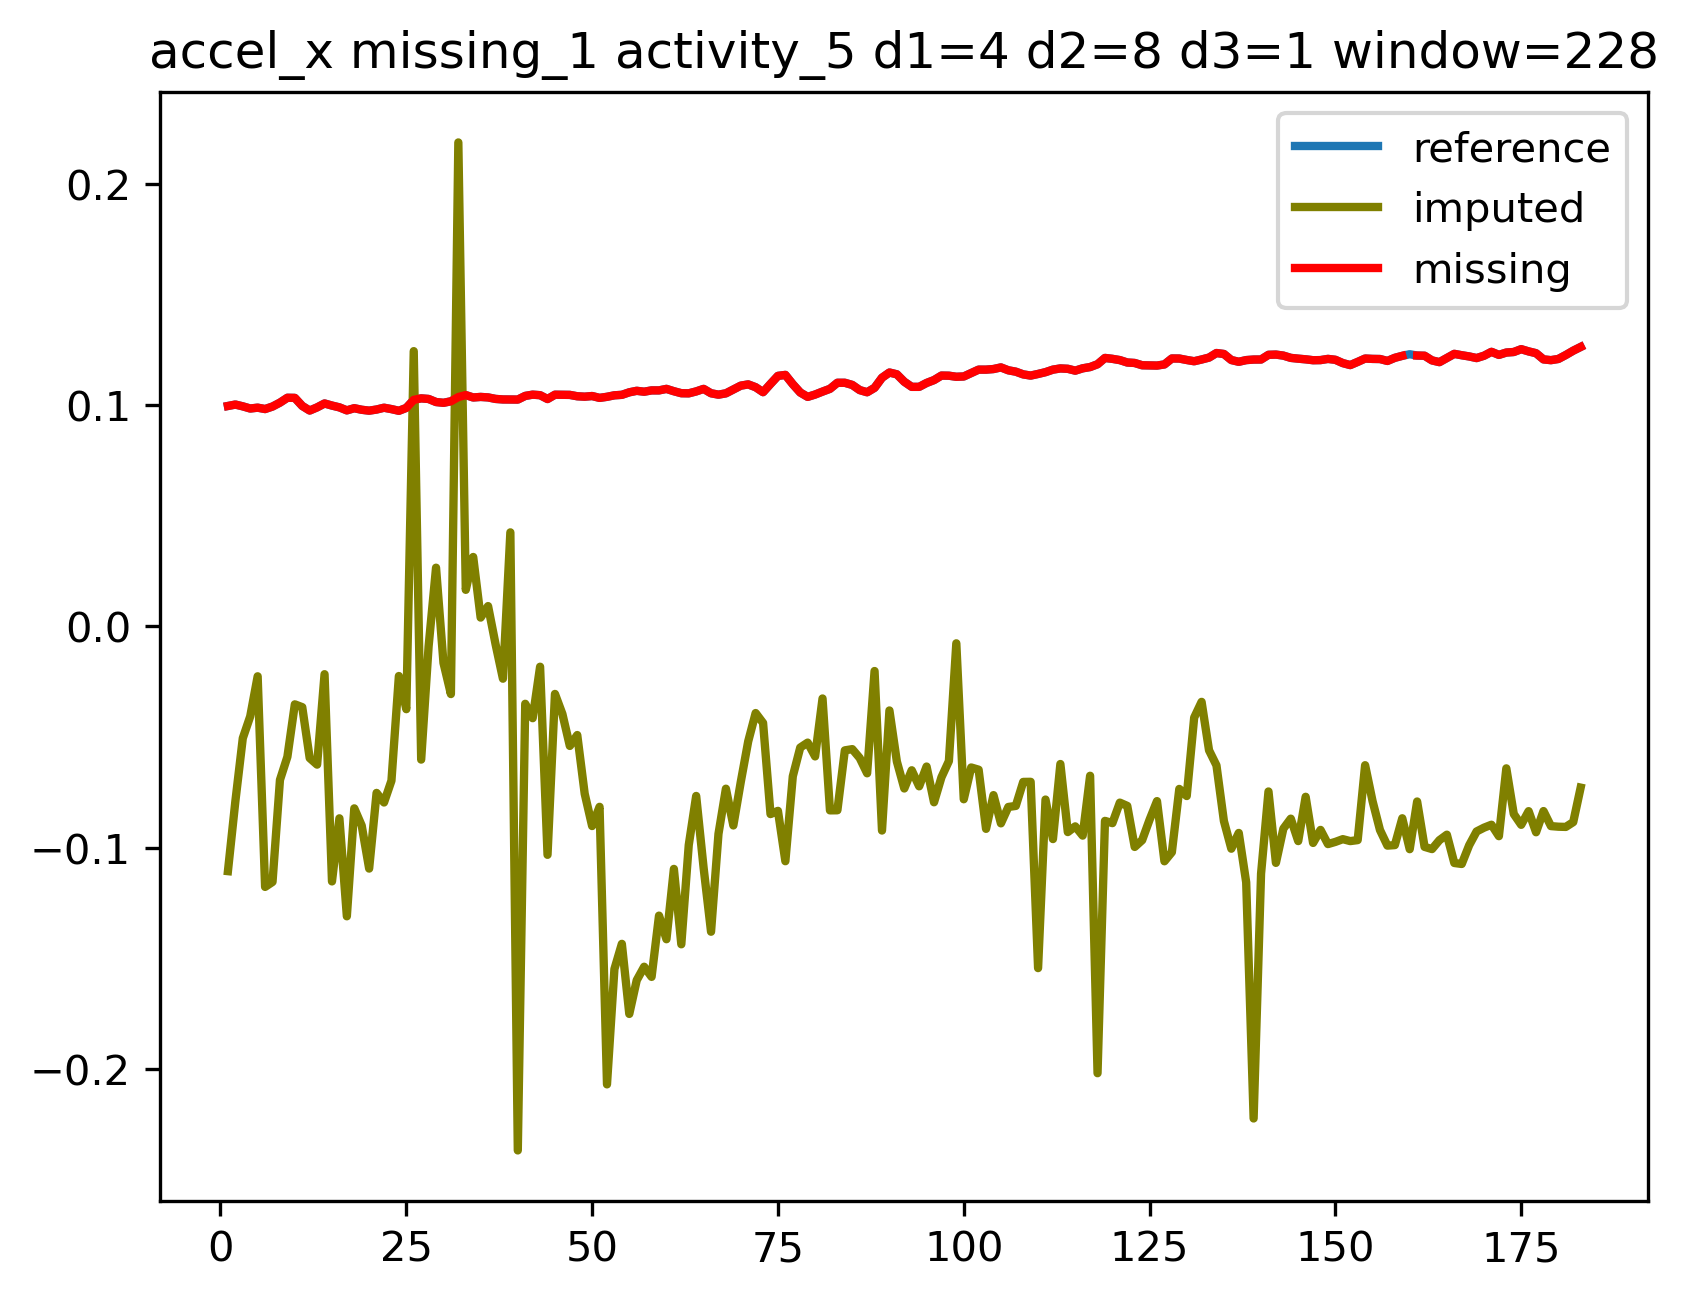 accel_x missing_1 activity_5 d1=4 d2=8 d3=1 window=228
reference
imputed
missing
0.2
0.1
0.0
−0.1
−0.2
0 25 50 75 100 125 150 175